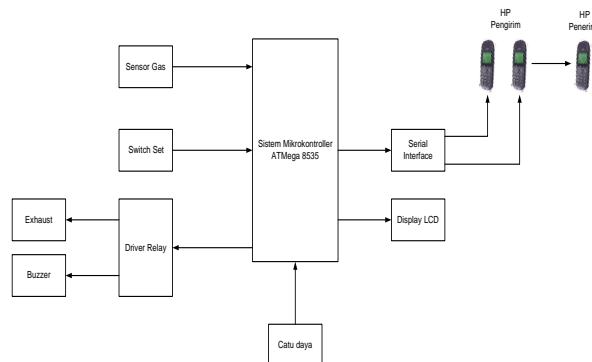 HP
Pengirim
HP
Sensor Gas
Sistem Mikrokontroller
ATMega 8535
Switch Set
Serial
Interface
Exhaust
Driver Relay
Display LCD
Buzzer
Catu daya